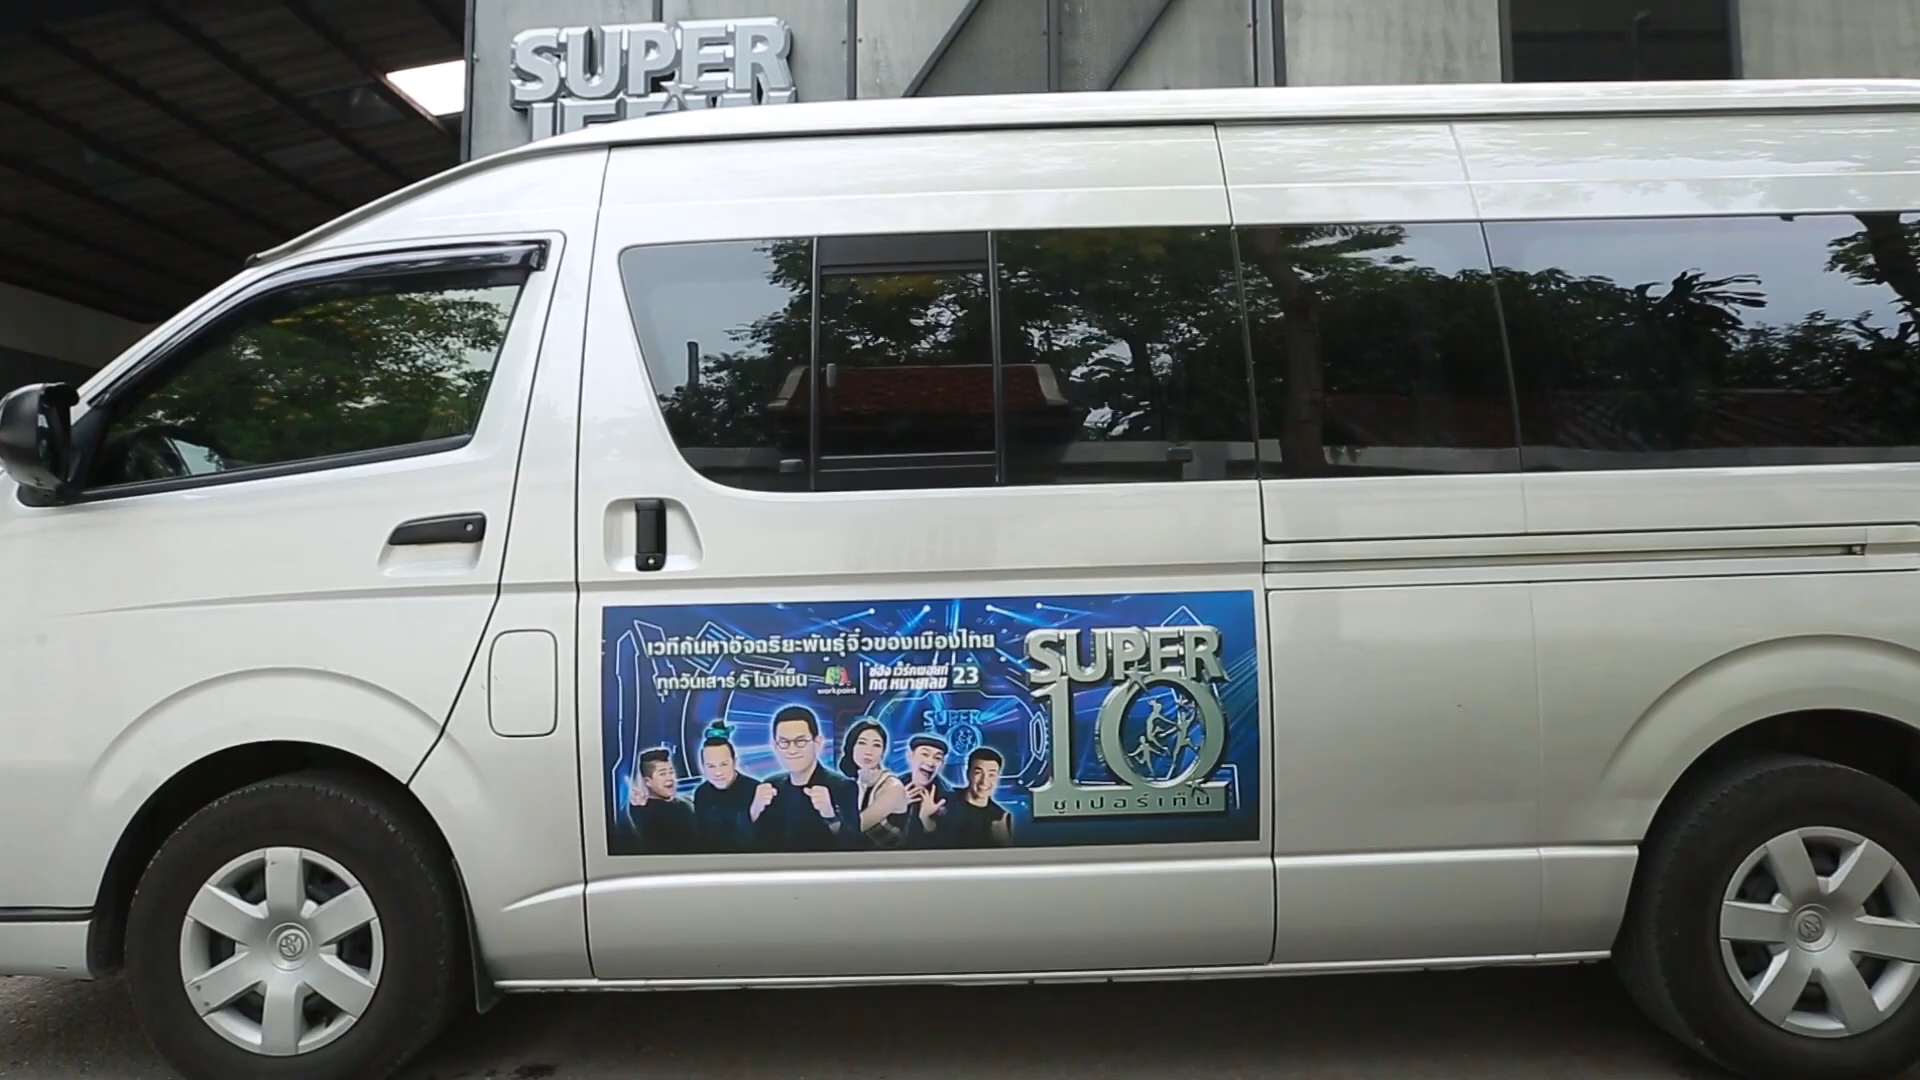 SUPER
เวทีค้นหาอัจฉริยะพันธุ์จิ๋วของเมืองไทย
ทุกวันเสาร์ 5 โมงเย็น
workpoint
ช่อง เวิร์คพอยท์
กด หมายเลข 23
SUPER
10
ซูเปอร์เท็น
SUPER